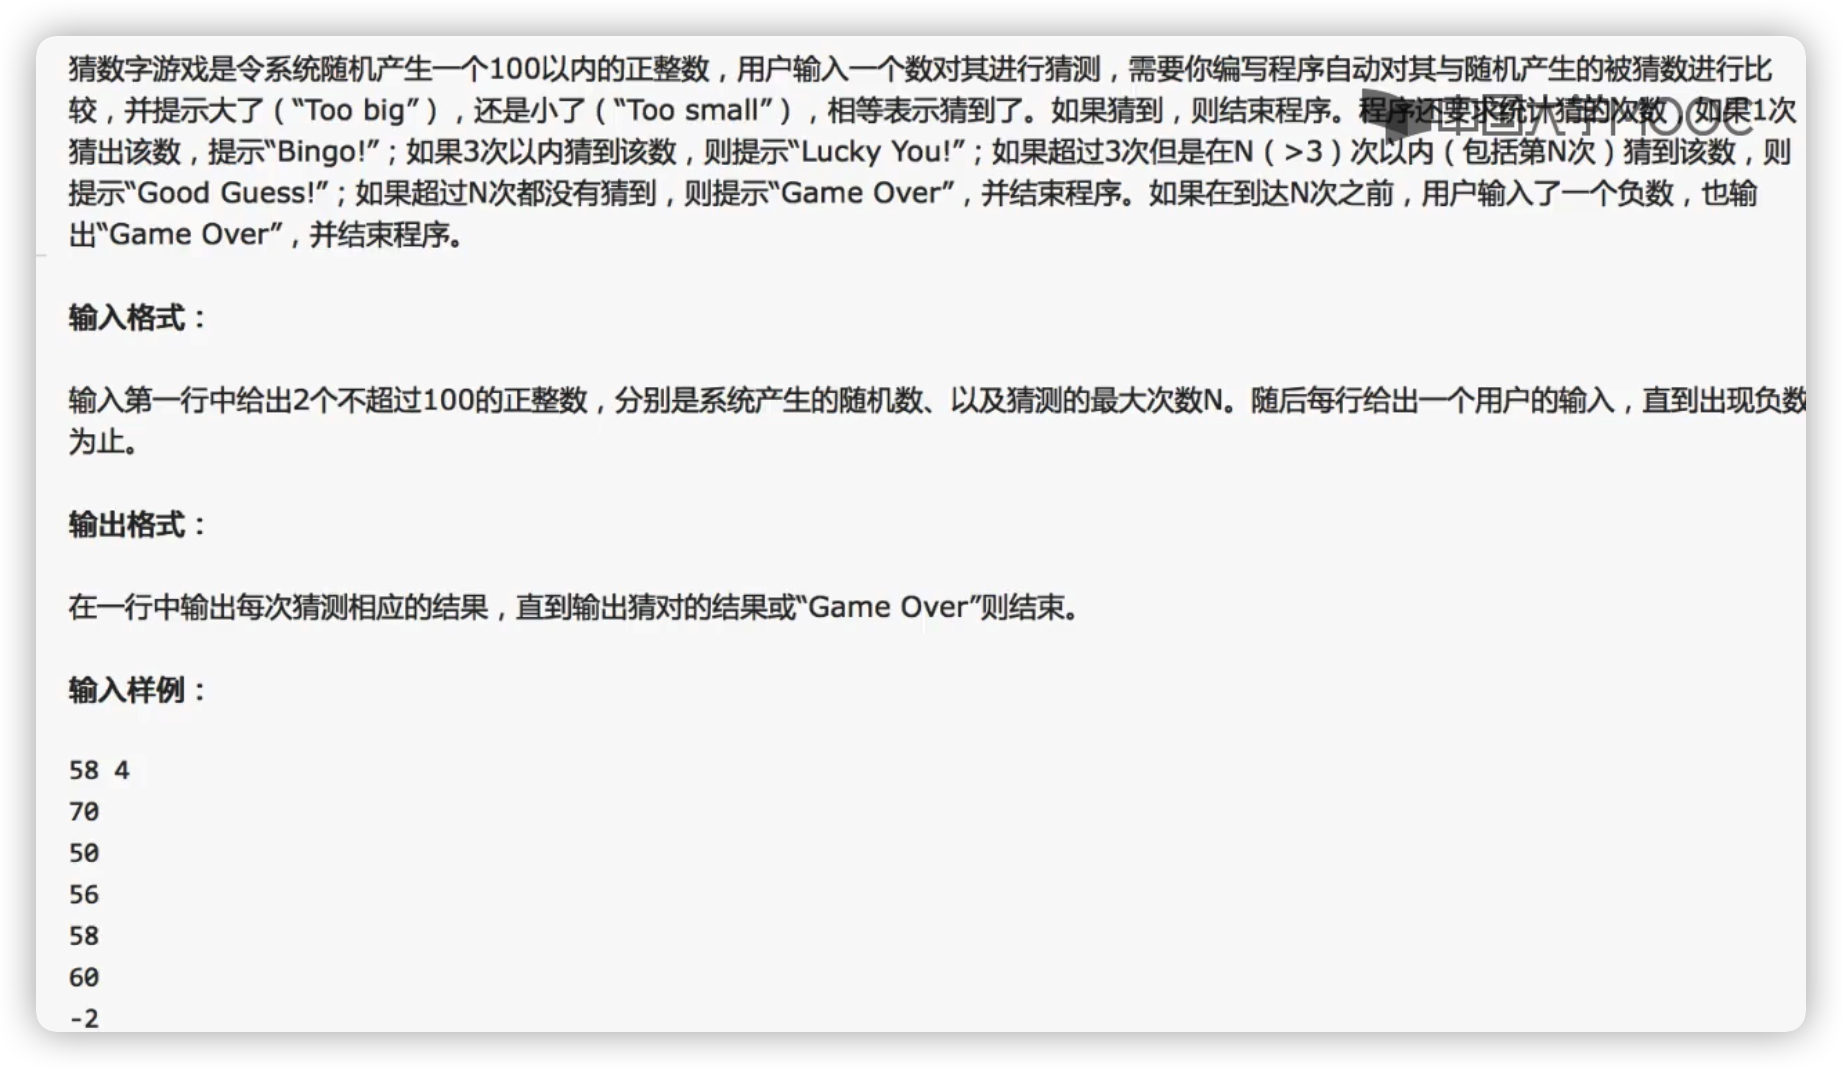 猜数字游戏是令系统随机产生一个100以内的正整数，用户输入一个数对其进行猜测，需要你编写程序自动对其与随机产生的被猜数进行比
较，并提示大了（“Too big”），还是小了（“Too small”），相等表示猜到了。如果猜到，则结束程序。程序还要求统计猜的次数，如果1次
中国大学MOOC
猜出该数，提示“Bingo!”；如果3次以内猜到该数，则提示“Lucky You!”；如果超过3次但是在N（>3）次以内（包括第N次）猜到该数，则
提示“Good Guess!”；如果超过N次都没有猜到，则提示“Game Over”，并结束程序。如果在到达N次之前，用户输入了一个负数，也输
出“Game Over”，并结束程序。
输入格式：
输入第一行中给出2个不超过100的正整数，分别是系统产生的随机数、以及猜测的最大次数N。随后每行给出一个用户的输入，直到出现负数
为止。
输出格式：
在一行中输出每次猜测相应的结果，直到输出猜对的结果或“Game Over”则结束。
输入样例：
58 4
70
50
56
58
60
-2